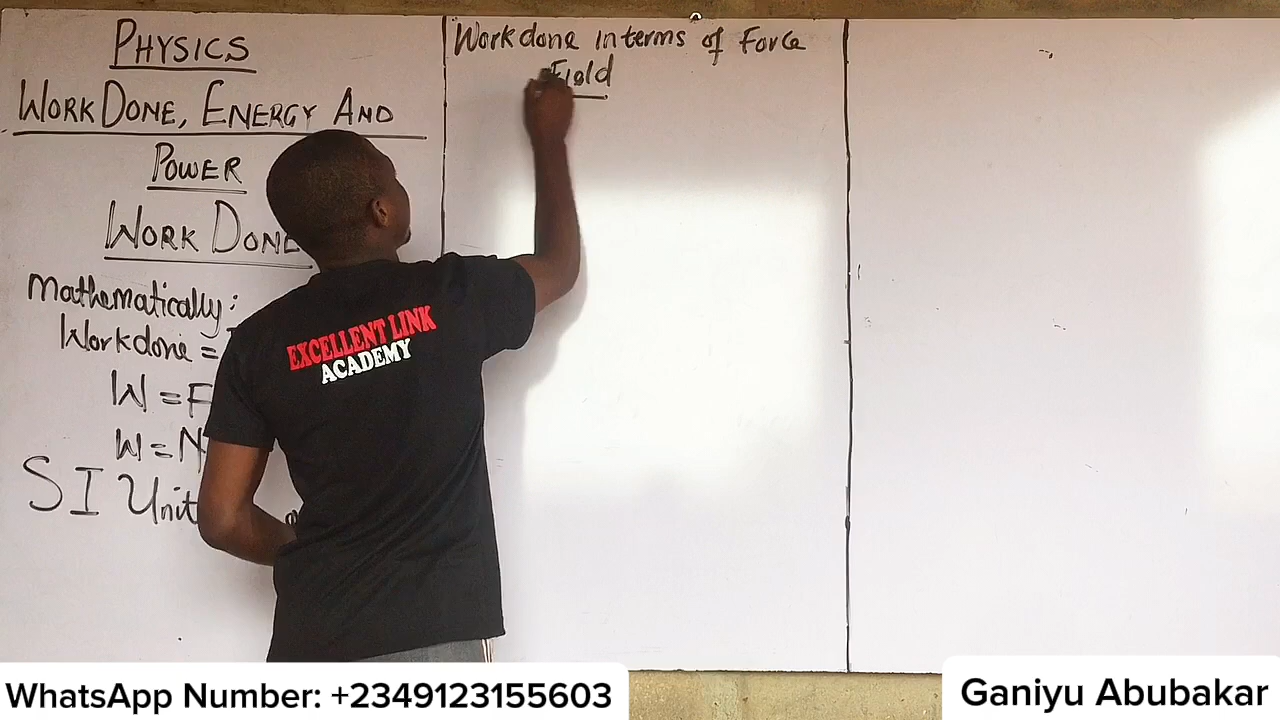 PHYSICS
WORK DONE, ENERGY AND
POWER
WORK DONE
Mathematically:
Workdone =
W = F
W = N
SI Unit
Workdone interms of Force
Field
EXCELLENT LINK
ACADEMY
WhatsApp Number: +2349123155603
Ganiyu Abubakar